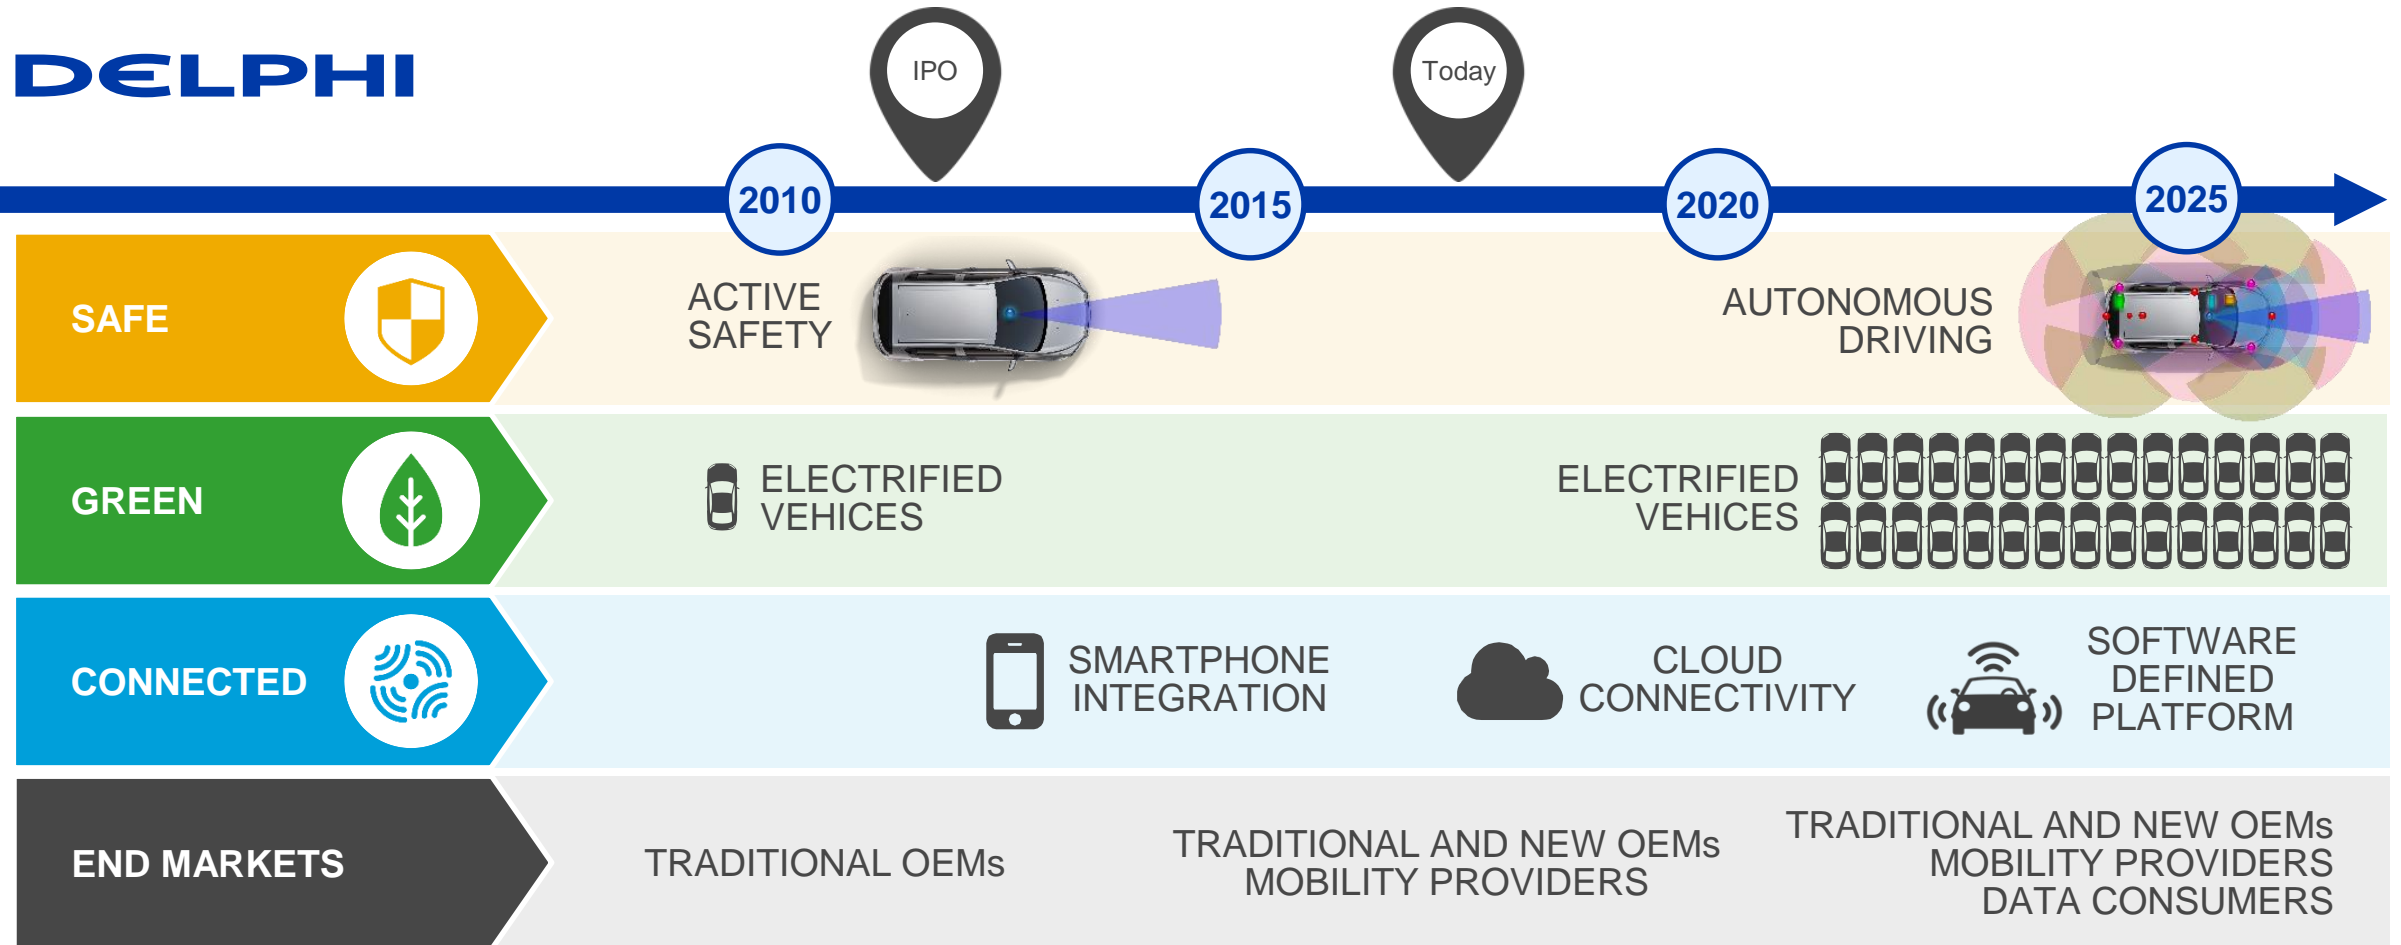 DELPHI
IPO
Today
2010
2015
2020
2025
SAFE
ACTIVE
SAFETY
AUTONOMOUS
DRIVING
GREEN
ELECTRIFIED
VEHICES
ELECTRIFIED
VEHICES
CONNECTED
SMARTPHONE
INTEGRATION
CLOUD
CONNECTIVITY
SOFTWARE
DEFINED
PLATFORM
END MARKETS
TRADITIONAL OEMs
TRADITIONAL AND NEW OEMs
MOBILITY PROVIDERS
TRADITIONAL AND NEW OEMs
MOBILITY PROVIDERS
DATA CONSUMERS